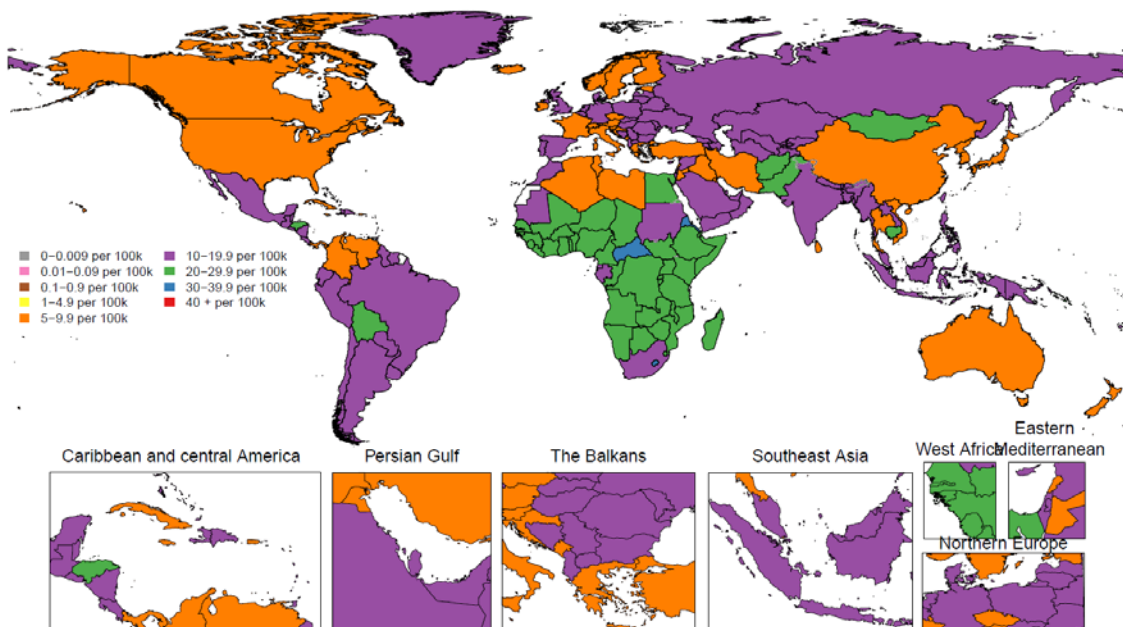 0−0.009 per 100k
0.01−0.09 per 100k
0.1−0.9 per 100k
1−4.9 per 100k
5−9.9 per 100k
10−19.9 per 100k
20−29.9 per 100k
30−39.9 per 100k
40 + per 100k
Caribbean and central America
Persian Gulf
The Balkans
Southeast Asia
West Africa
Eastern
Mediterranean
Northern Europe